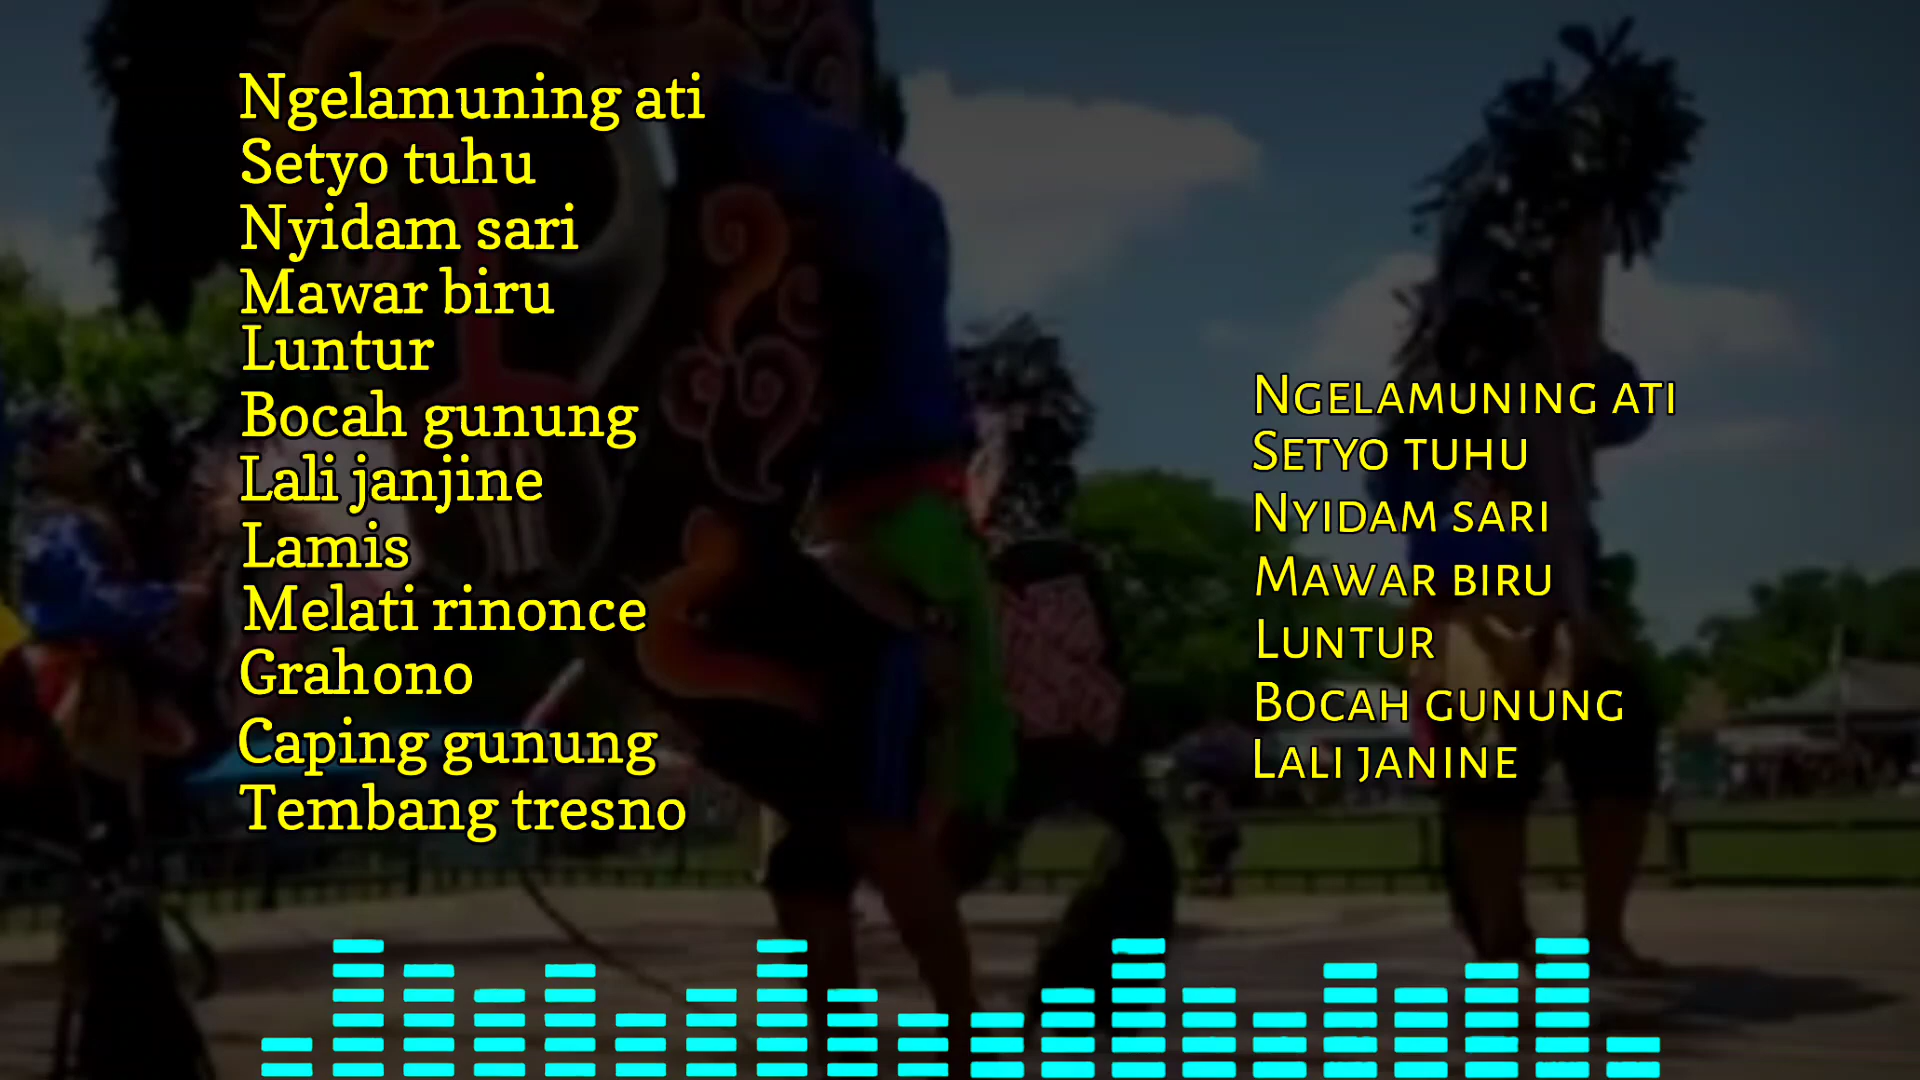 Ngelamuning ati
Setyo tuhu
Nyidam sari
Mawar biru
Luntur
Bocah gunung
Lali janjine
Lamis
Melati rinonce
Grahono
Caping gunung
Tembang tresno
Ngelamuning ati
Setyo tuhu
Nyidam sari
Mawar biru
Luntur
Bocah gunung
Lali janine